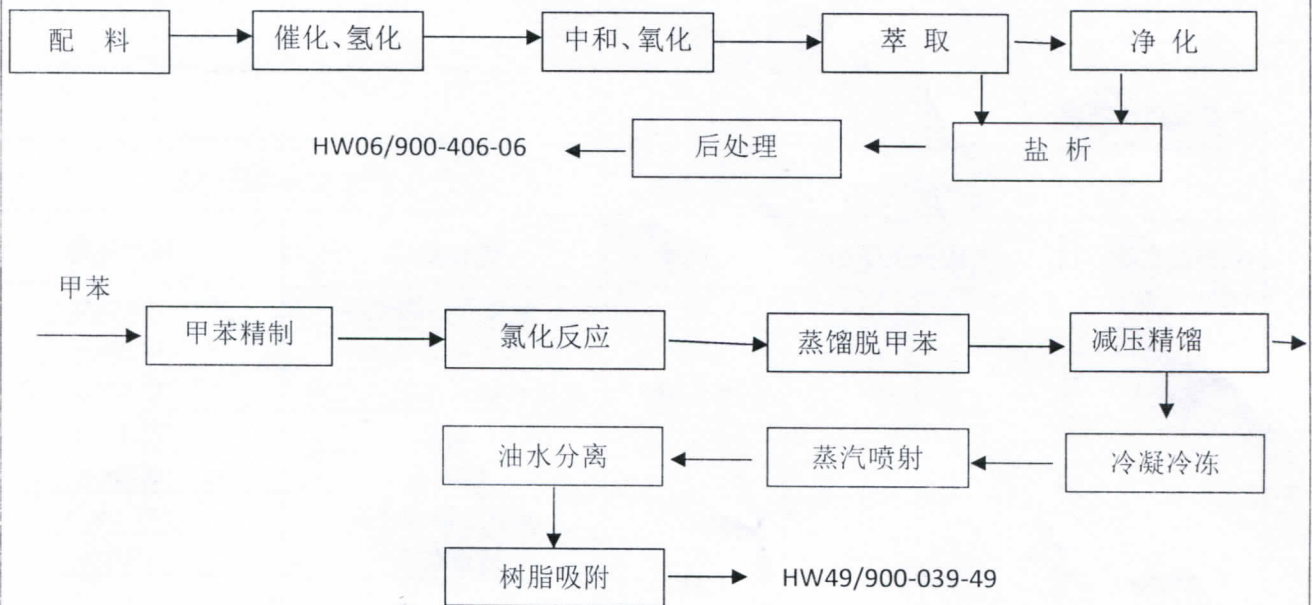 配 料
催化、氢化
中和、氧化
萃 取
净 化
HW06/900-406-06
后处理
盐 析
甲苯
甲苯精制
氯化反应
蒸馏脱甲苯
减压精馏
油水分离
蒸汽喷射
冷凝冷冻
树脂吸附
HW49/900-039-49